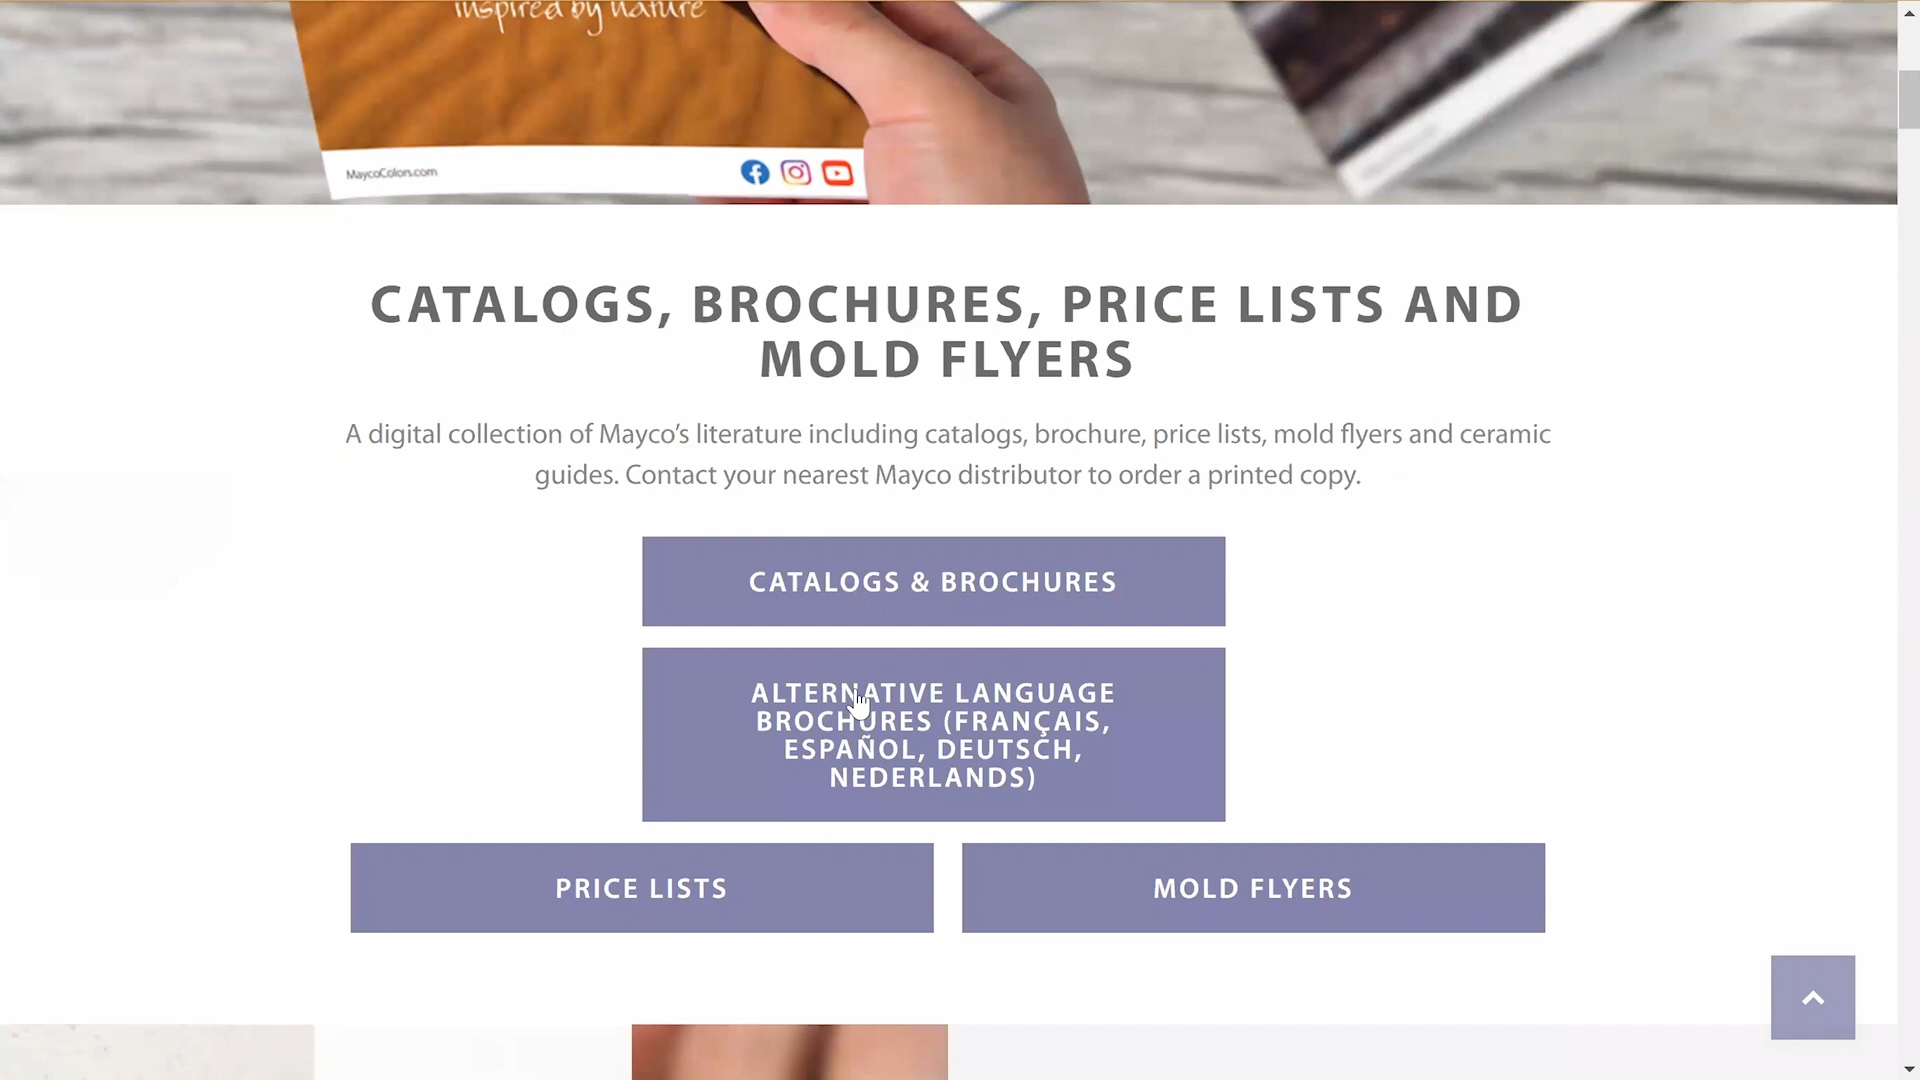 inspired by nature
MaycoColors.com
CATALOGS, BROCHURES, PRICE LISTS AND
MOLD FLYERS
A digital collection of Mayco’s literature including catalogs, brochure, price lists, mold flyers and ceramic
guides. Contact your nearest Mayco distributor to order a printed copy.
CATALOGS & BROCHURES
ALTERNATIVE LANGUAGE
BROCHURES (FRANÇAIS,
ESPAÑOL, DEUTSCH,
NEDERLANDS)
PRICE LISTS
MOLD FLYERS